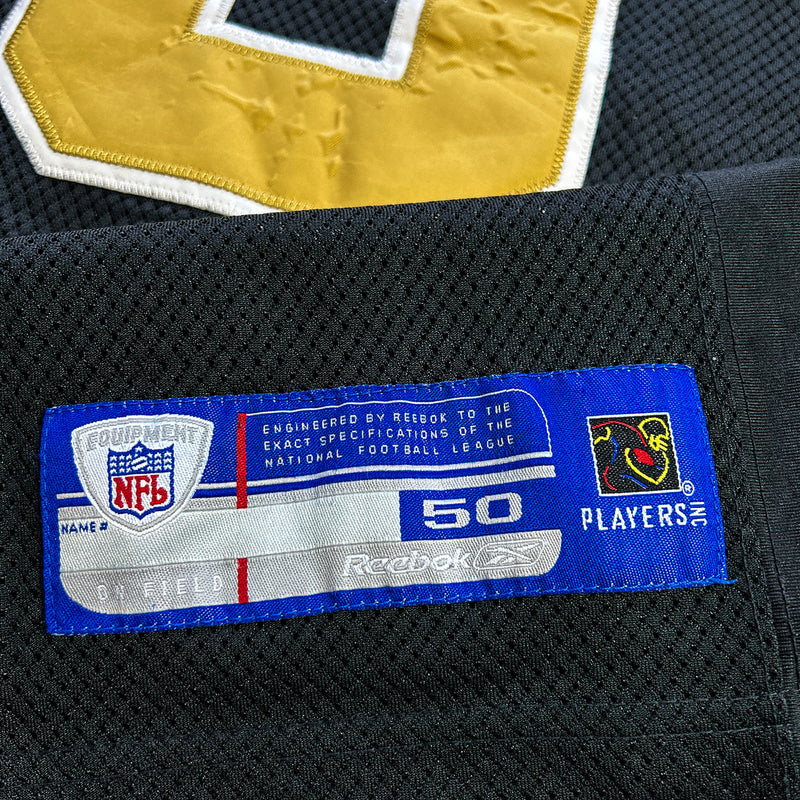 EQUIPMENT
NFL
ENGINEERED BY REEBOK TO THE
EXACT SPECIFICATIONS OF THE
NATIONAL FOOTBALL LEAGUE
NAME #
50
Reebok
ON FIELD
PLAYERS INC
®